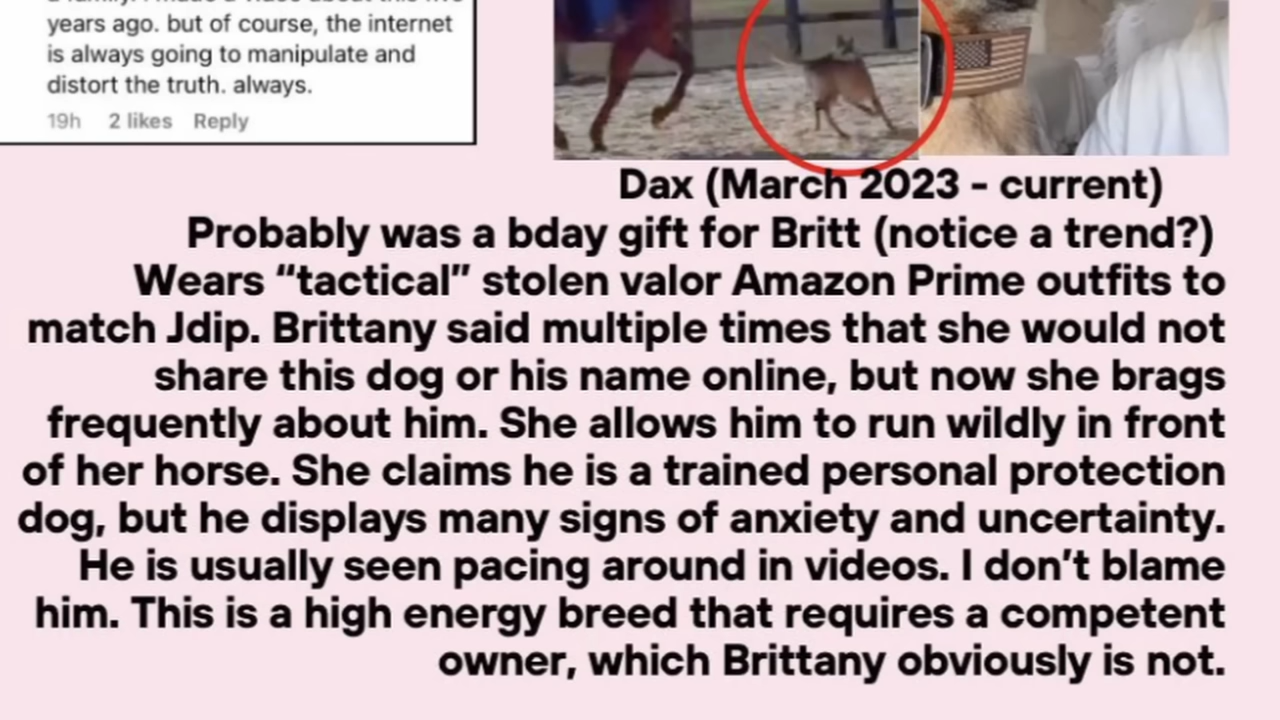 years ago. but of course, the internet
is always going to manipulate and
distort the truth. always.
19h 2 likes Reply
Dax (March 2023 - current)
Probably was a bday gift for Britt (notice a trend?)
Wears “tactical” stolen valor Amazon Prime outfits to
match Jdip. Brittany said multiple times that she would not
share this dog or his name online, but now she brags
frequently about him. She allows him to run wildly in front
of her horse. She claims he is a trained personal protection
dog, but he displays many signs of anxiety and uncertainty.
He is usually seen pacing around in videos. I don’t blame
him. This is a high energy breed that requires a competent
owner, which Brittany obviously is not.